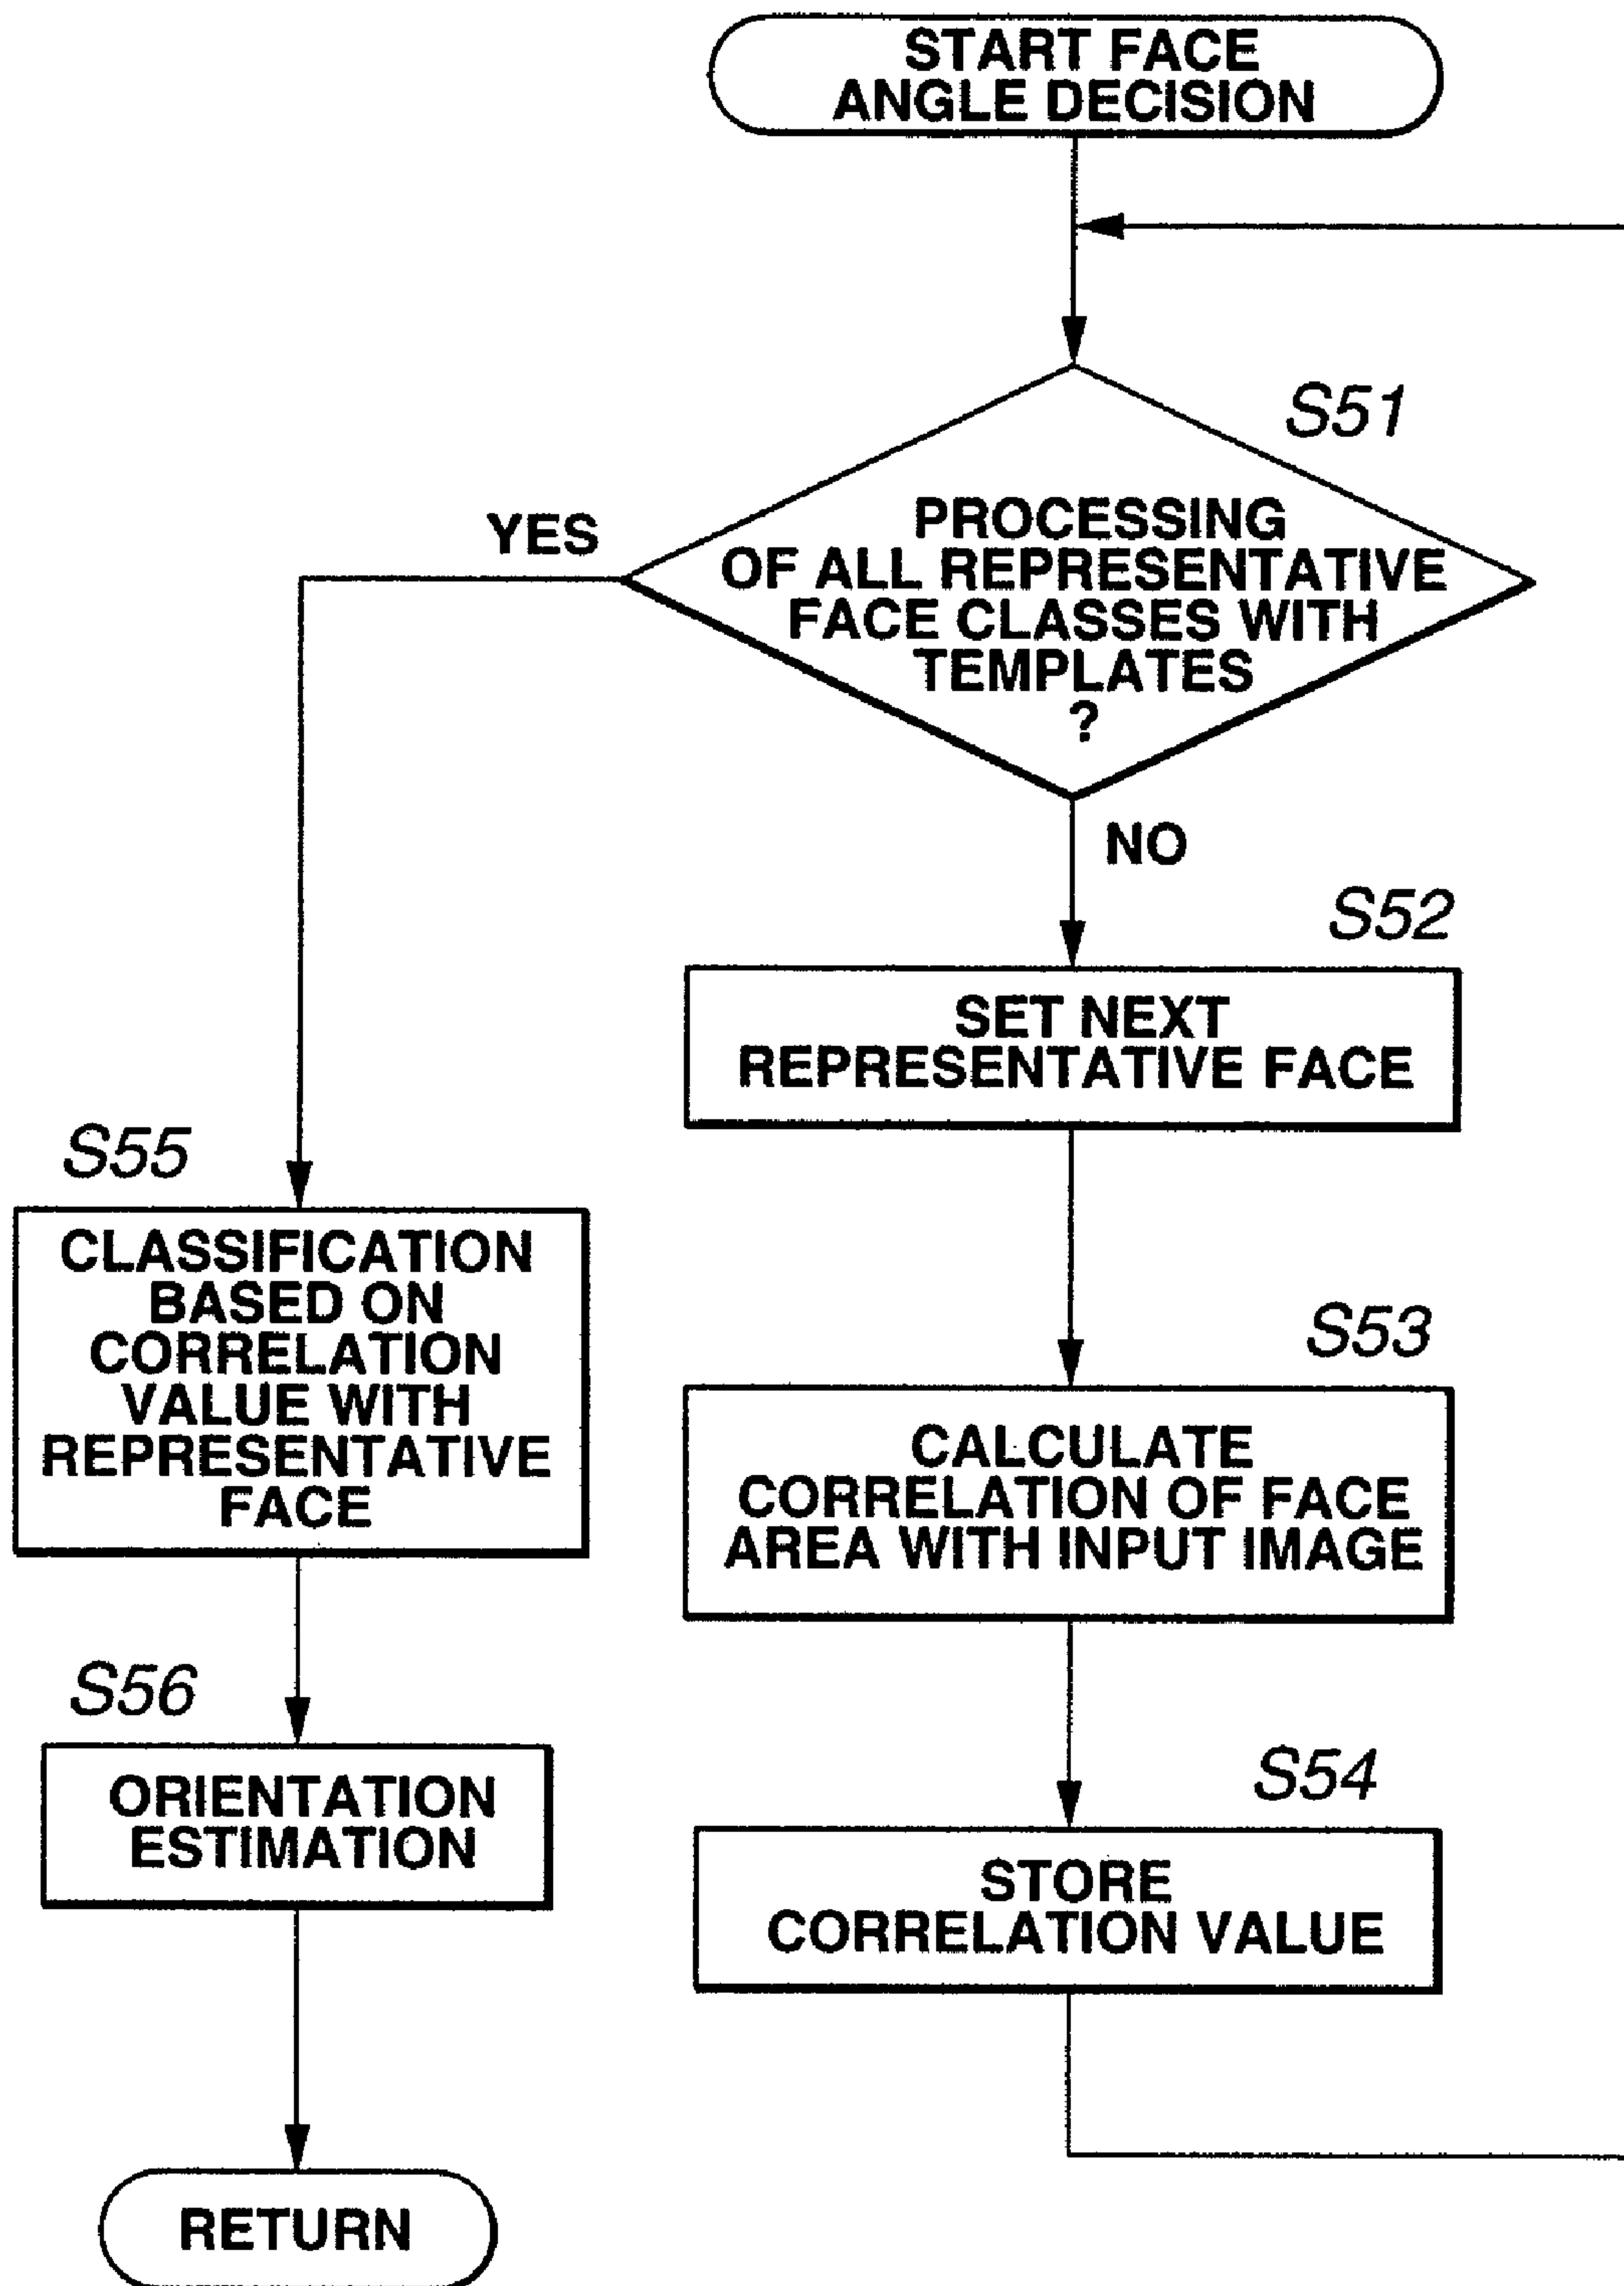 START FACE
ANGLE DECISION
S51
PROCESSING
OF ALL REPRESENTATIVE
FACE CLASSES WITH
TEMPLATES
?
YES
NO
S52
SET NEXT
REPRESENTATIVE FACE
S53
CALCULATE
CORRELATION OF FACE
AREA WITH INPUT IMAGE
S54
STORE
CORRELATION VALUE
S55
CLASSIFICATION
BASED ON
CORRELATION
VALUE WITH
REPRESENTATIVE
FACE
S56
ORIENTATION
ESTIMATION
RETURN